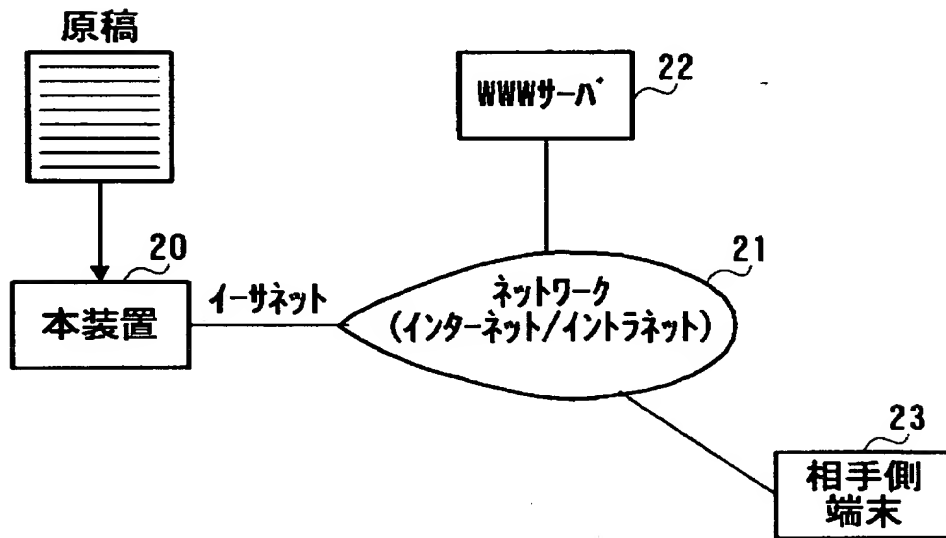 原稿
22
WWWサーバ
20
本装置
イーサネット
21
ネットワーク
(インターネット/イントラネット)
23
相手側
端末